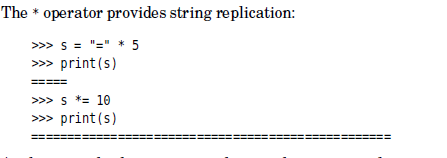 The * operator provides string replication:
>>> s = "=" * 5
>>> print(s)
=====
>>> s *= 10
>>> print(s)
==================================================